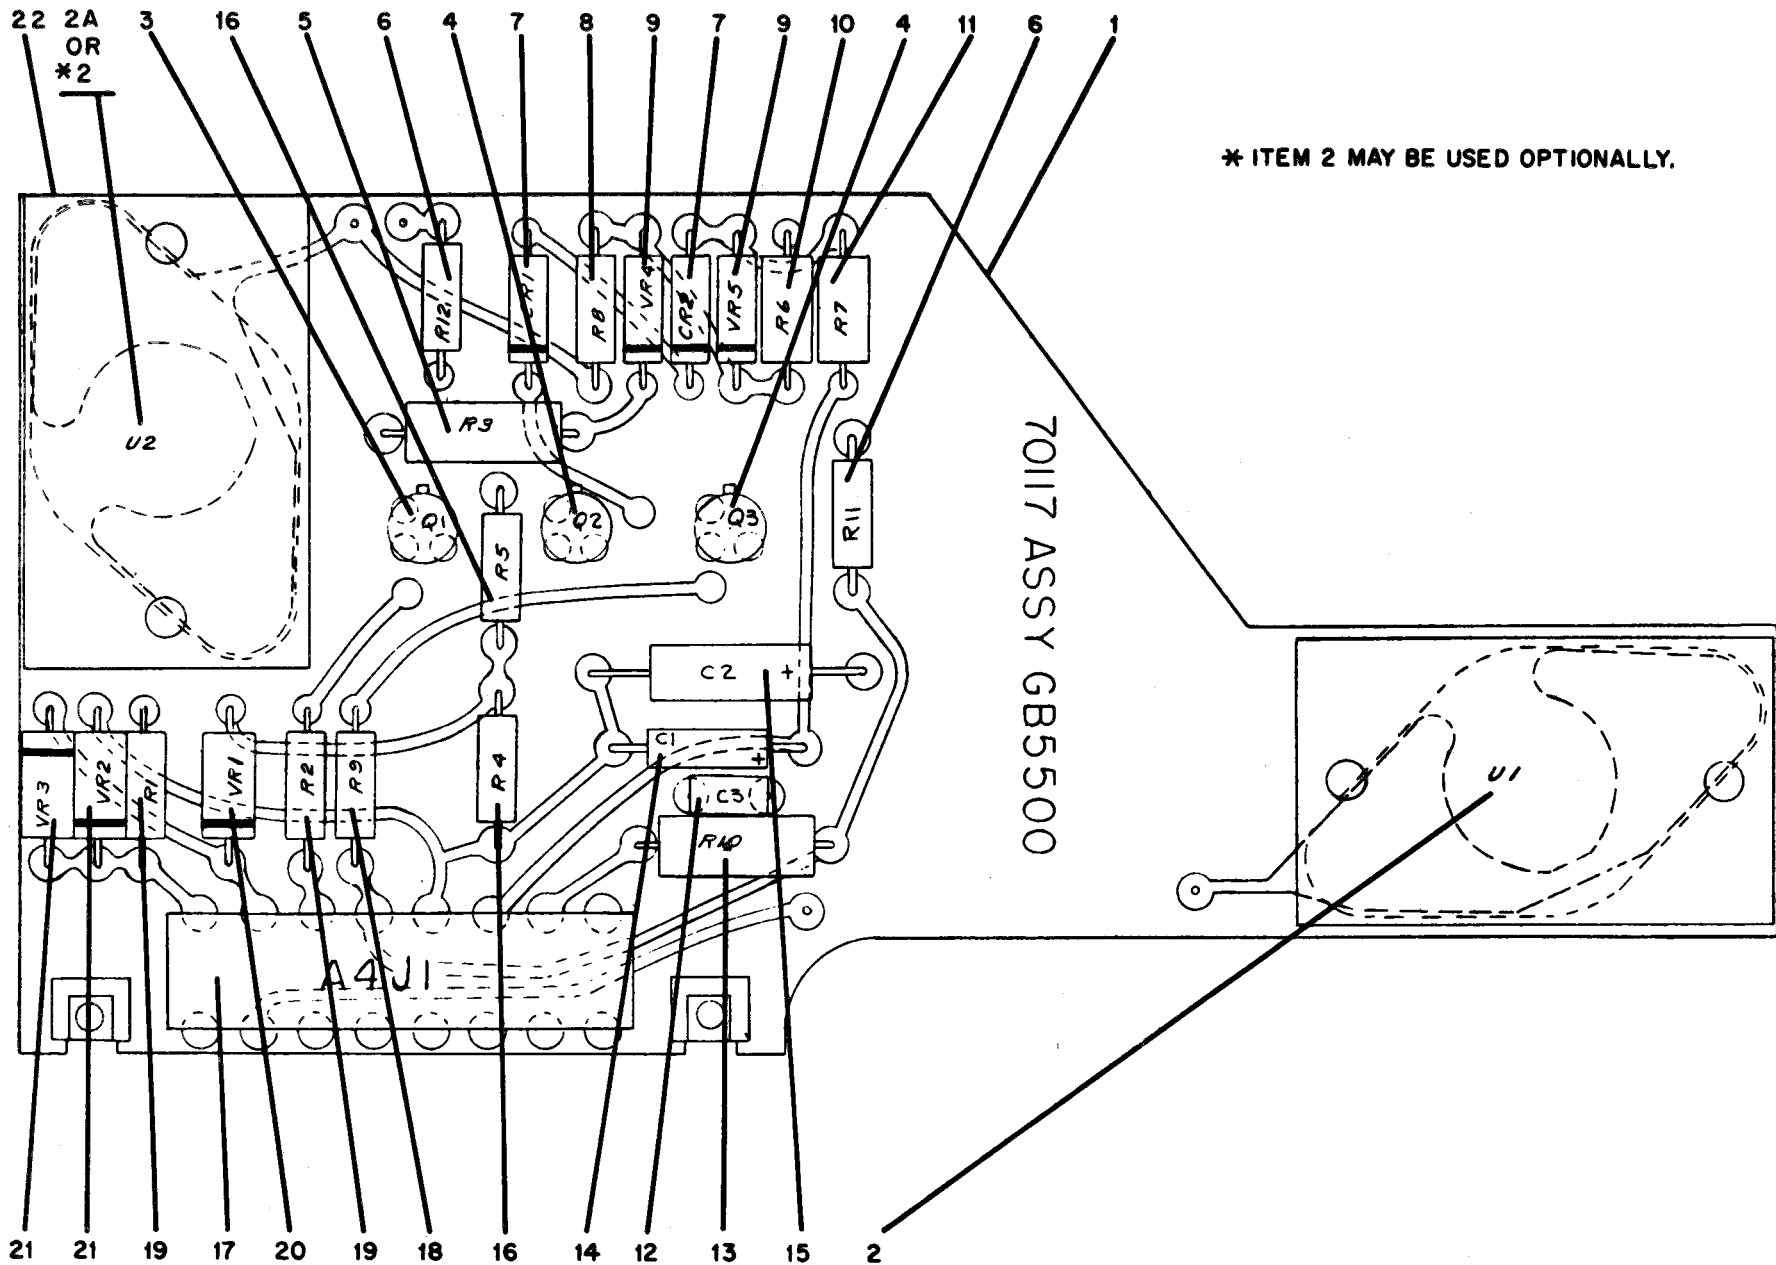 22 2A 3 16 5 6 4 7 8 9 7 9 10 4 11 6 1
OR
*2
* ITEM 2 MAY BE USED OPTIONALLY.
R12 CR1 R8 VR4 CR2 VR5 R6 R7
U2 R3
Q1 R5 Q2 Q3 R11
70117 ASSY GB5500
C2 +
VR3 VR2 R1 VR1 R2 R9 R4 C1 +
C3
U1
R10
A4J1
21 21 19 17 20 19 18 16 14 12 13 15 2